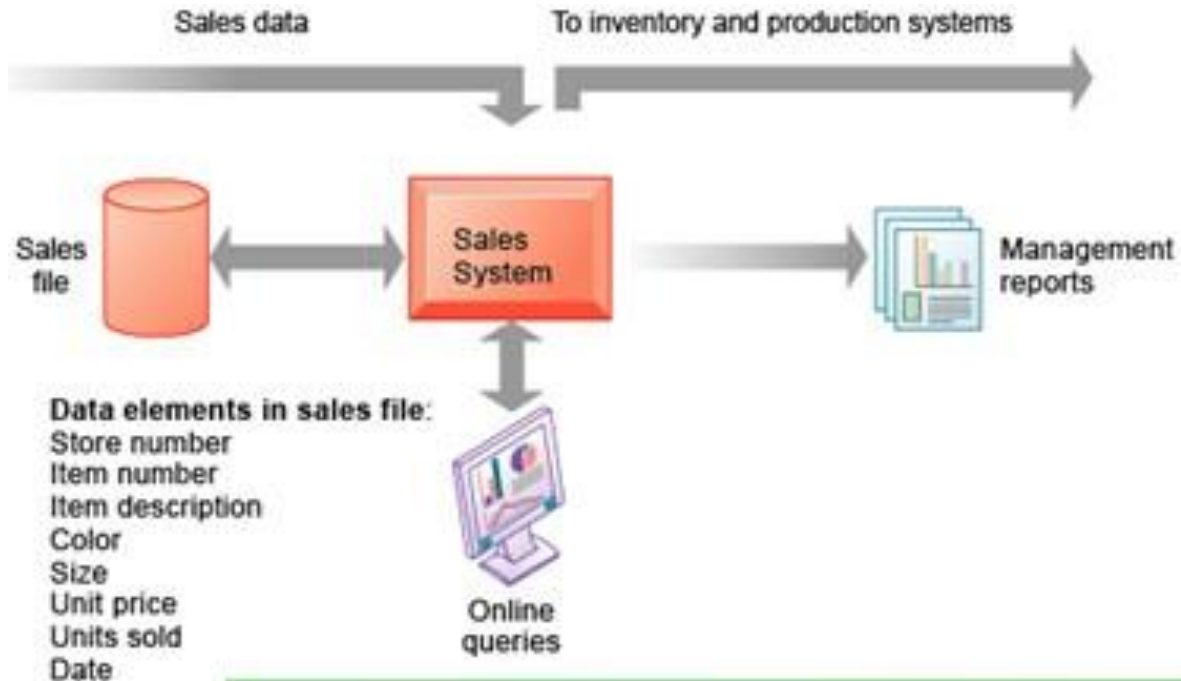 Sales data
To inventory and production systems
Sales
file
Sales
System
Management
reports
Data elements in sales file:
Store number
Item number
Item description
Color
Size
Unit price
Units sold
Date
Online
queries